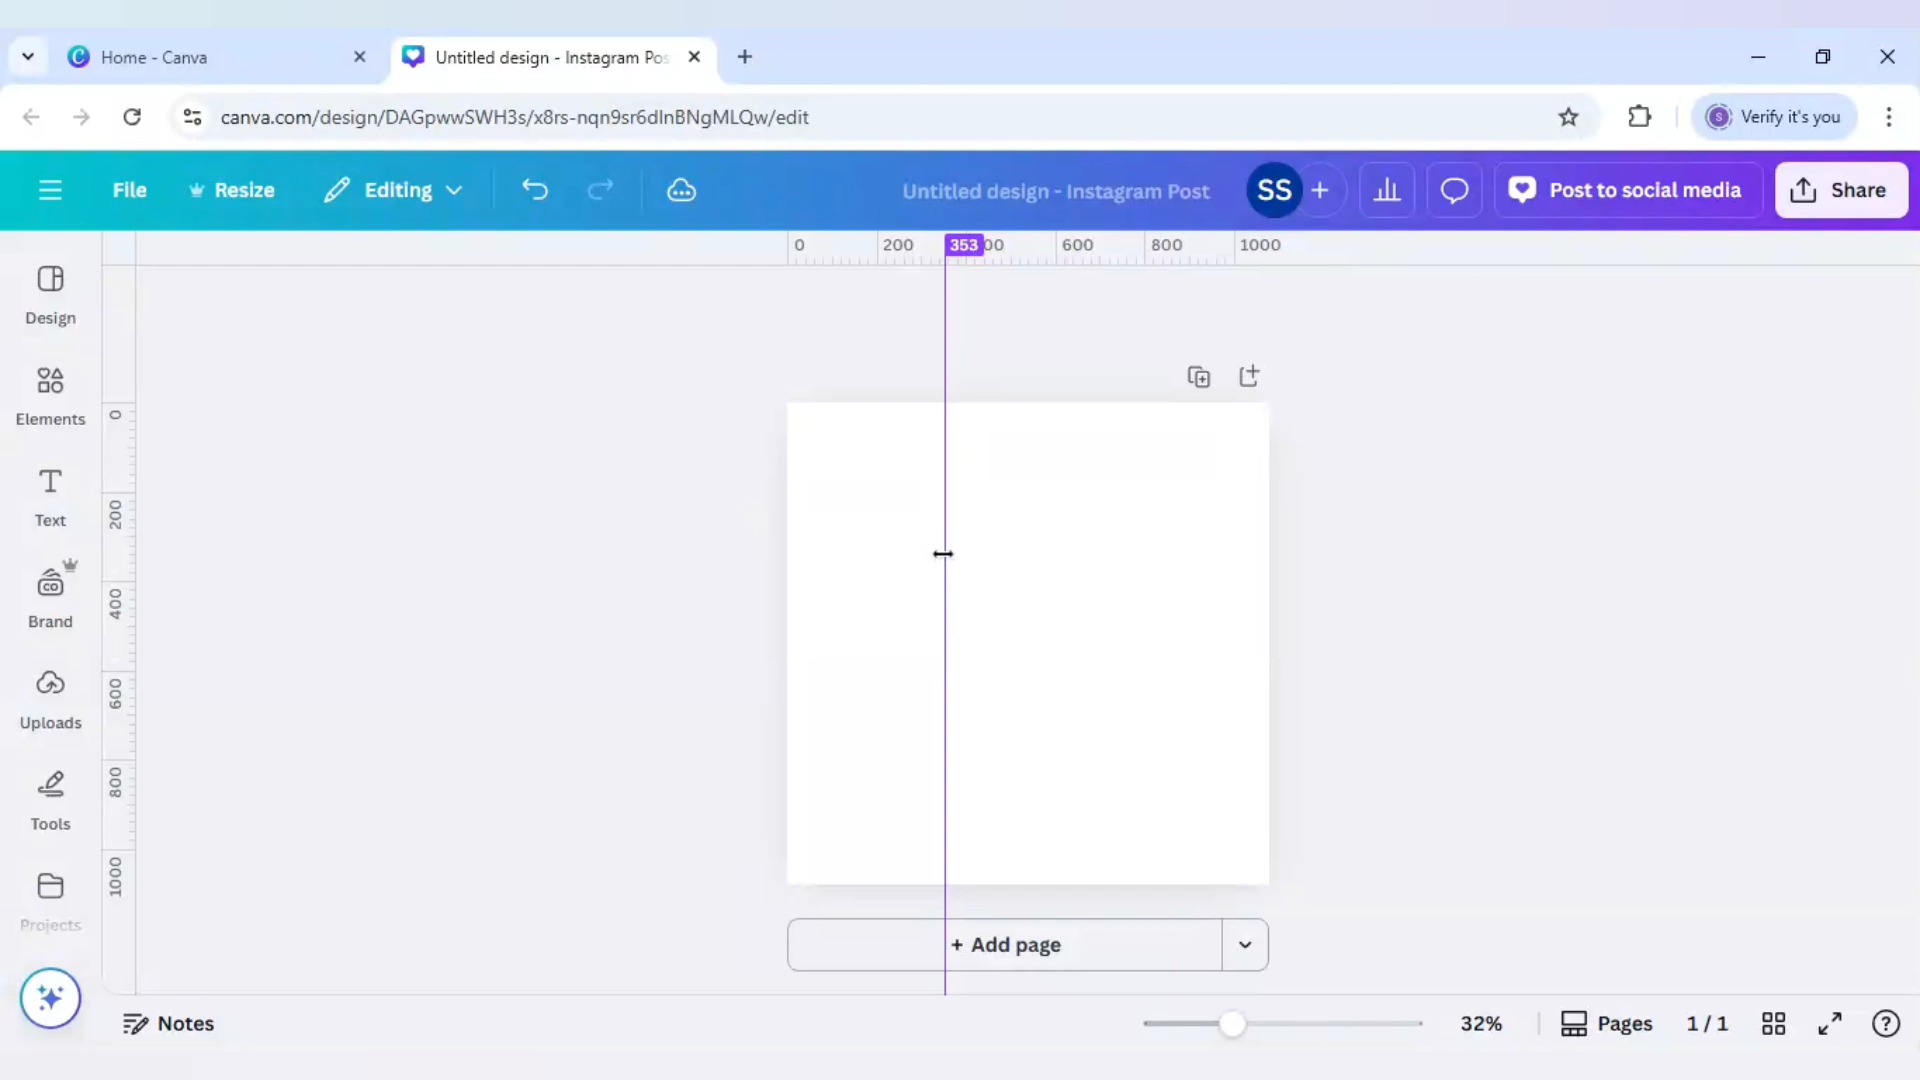 Home - Canva
Untitled design - Instagram Pos
canva.com/design/DAGpwwSWH3s/x8rs-nqn9sr6dlnBNgMLQw/edit
S
Verify it's you
File
Resize
Editing
Untitled design - Instagram Post
SS
Post to social media
Share
0 200 353 00 600 800 1000
Design
Elements
Text
CO
Brand
Uploads
Tools
Projects
0
200
400
600
800
1000
+ Add page
Notes
32%
Pages
1 / 1